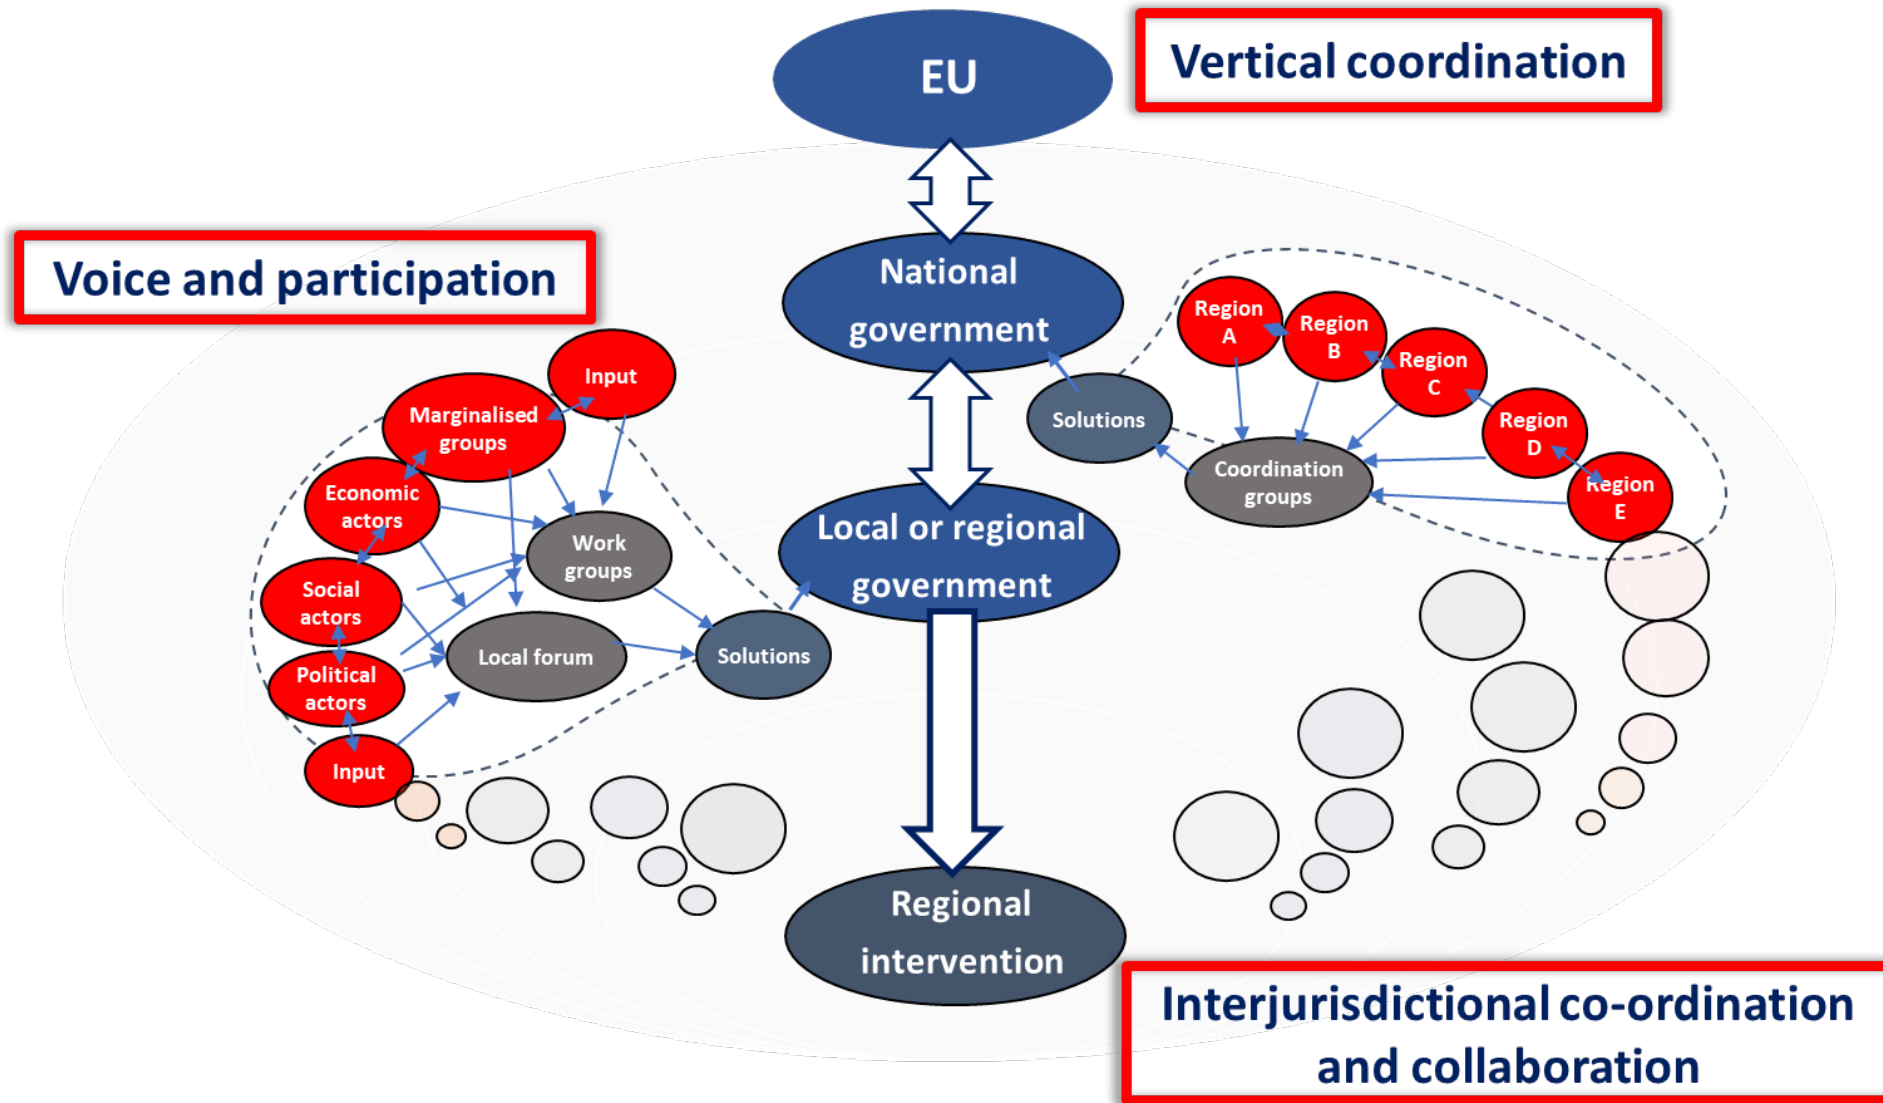 EU
Vertical coordination
Voice and participation
National
government
Region
A
Region
B
Region
C
Region
D
Region
E
Solutions
Coordination
groups
Input
Marginalised
groups
Economic
actors
Social
actors
Political
actors
Input
Work
groups
Local forum
Solutions
Local or regional
government
Regional
intervention
Interjurisdictional co-ordination
and collaboration